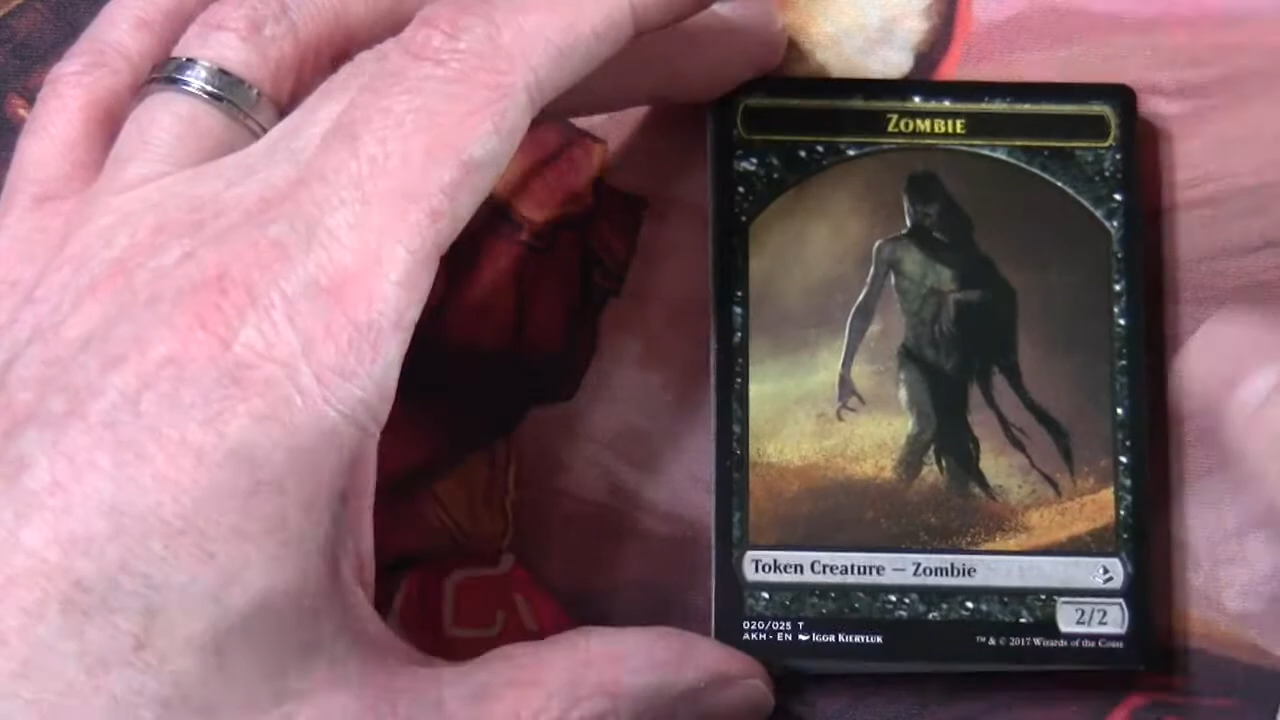 ZOMBIE
Token Creature — Zombie
2/2
020/025 T
AKH - EN IGOR KIERYLUK
™ & © 2017 Wizards of the Coast